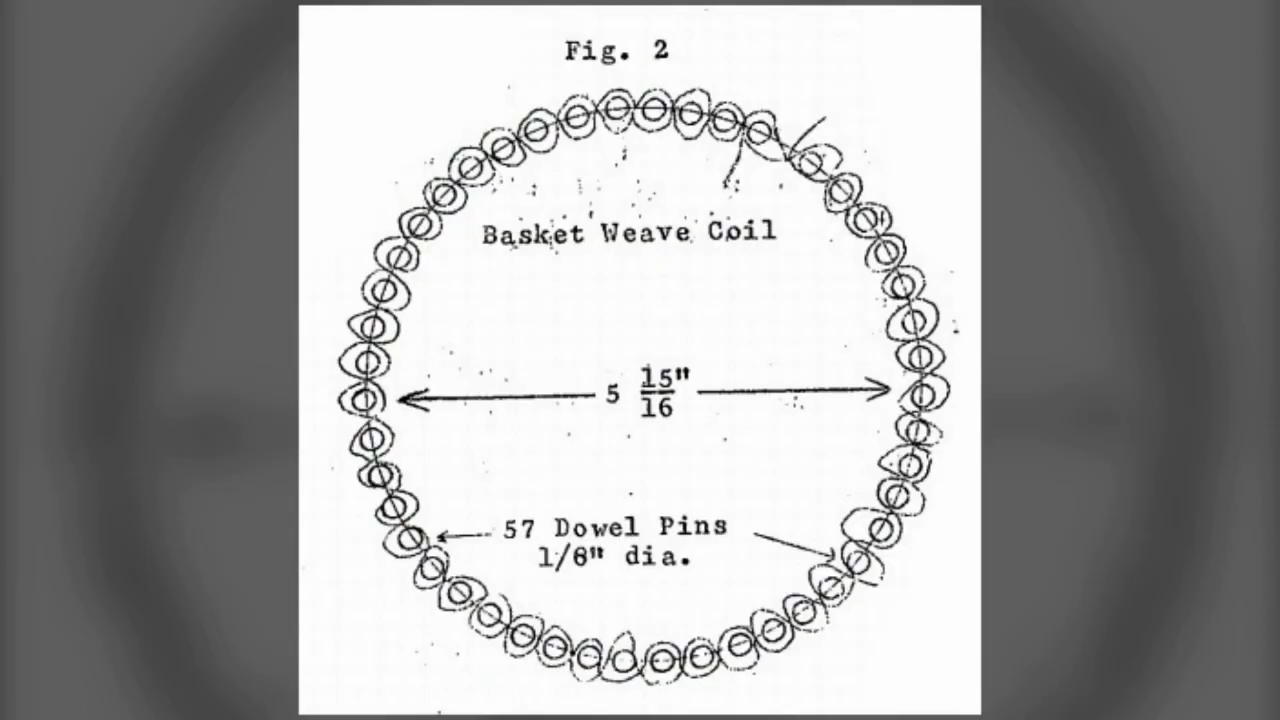 Fig. 2
Basket Weave Coil
5 15/16"
57 Dowel Pins
1/8" dia.